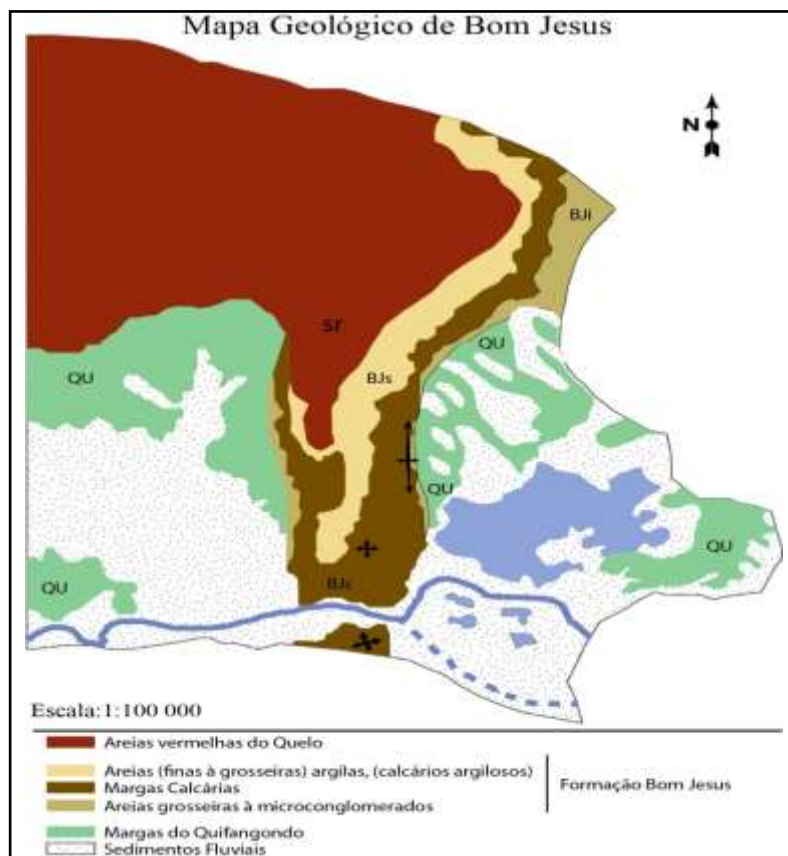 Mapa Geológico de Bom Jesus
N
BJi
SJ'
QU
QU
BJs
QU
QU
QU
BJc
Escala:1:100 000
Areias vermelhas do Quelo
Areias (finas à grosseiras) argilas, (calcários argilosos)
Margas Calcárias
Formação Bom Jesus
Areias grosseiras à microconglomerados
Margas do Quifangondo
Sedimentos Fluviais